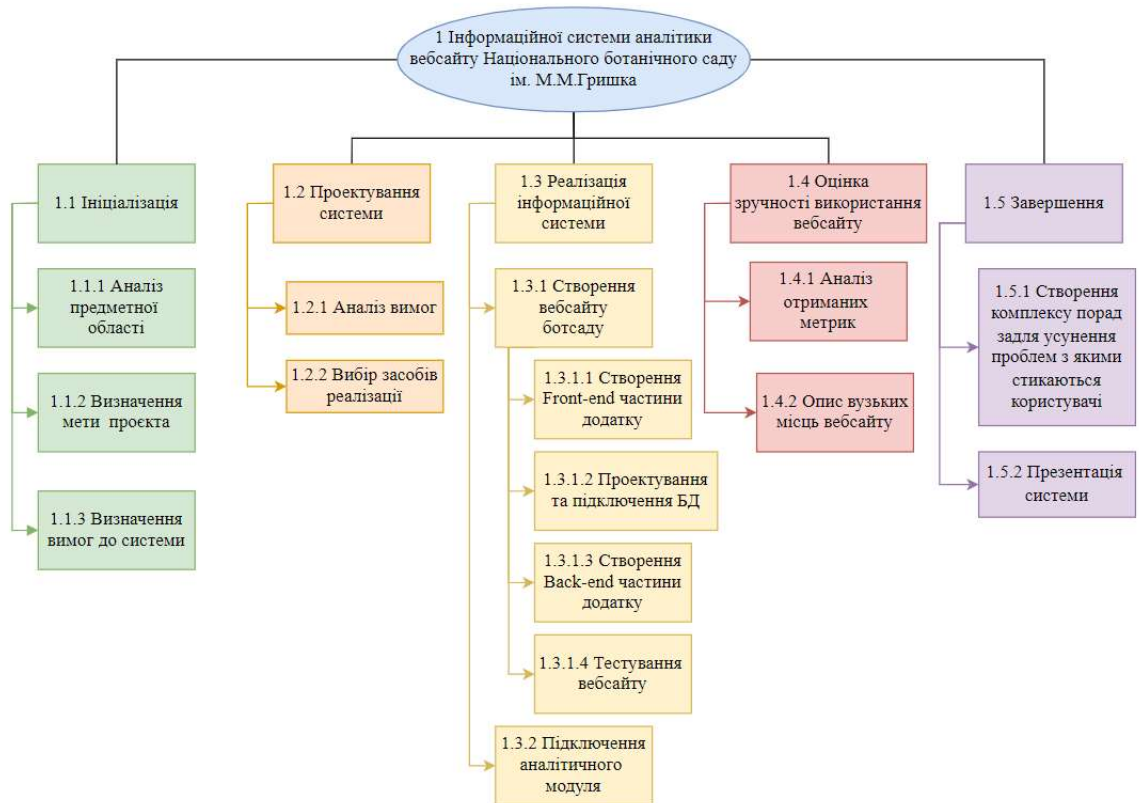 1 Інформаційної системи аналітики
вебсайту Національного ботанічного саду
ім. М.М.Гришка
1.1 Ініціалізація
1.1.1 Аналіз
предметної
області
1.1.2 Визначення
мети проєкта
1.1.3 Визначення
вимог до системи
1.2 Проектування
системи
1.2.1 Аналіз вимог
1.2.2 Вибір засобів
реалізації
1.3 Реалізація
інформаційної
системи
1.3.1 Створення
вебсайту
ботсаду
1.3.1.1 Створення
Front-end частини
додатку
1.3.1.2 Проектування
та підключення БД
1.3.1.3 Створення
Back-end частини
додатку
1.3.1.4 Тестування
вебсайту
1.3.2 Підключення
аналітичного
модуля
1.4 Оцінка
зручності використання
вебсайту
1.4.1 Аналіз
отриманих
метрик
1.4.2 Опис вузьких
місць вебсайту
1.5 Завершення
1.5.1 Створення
комплексу порад
задля усунення
проблем з якими
стикаються
користувачі
1.5.2 Презентація
системи